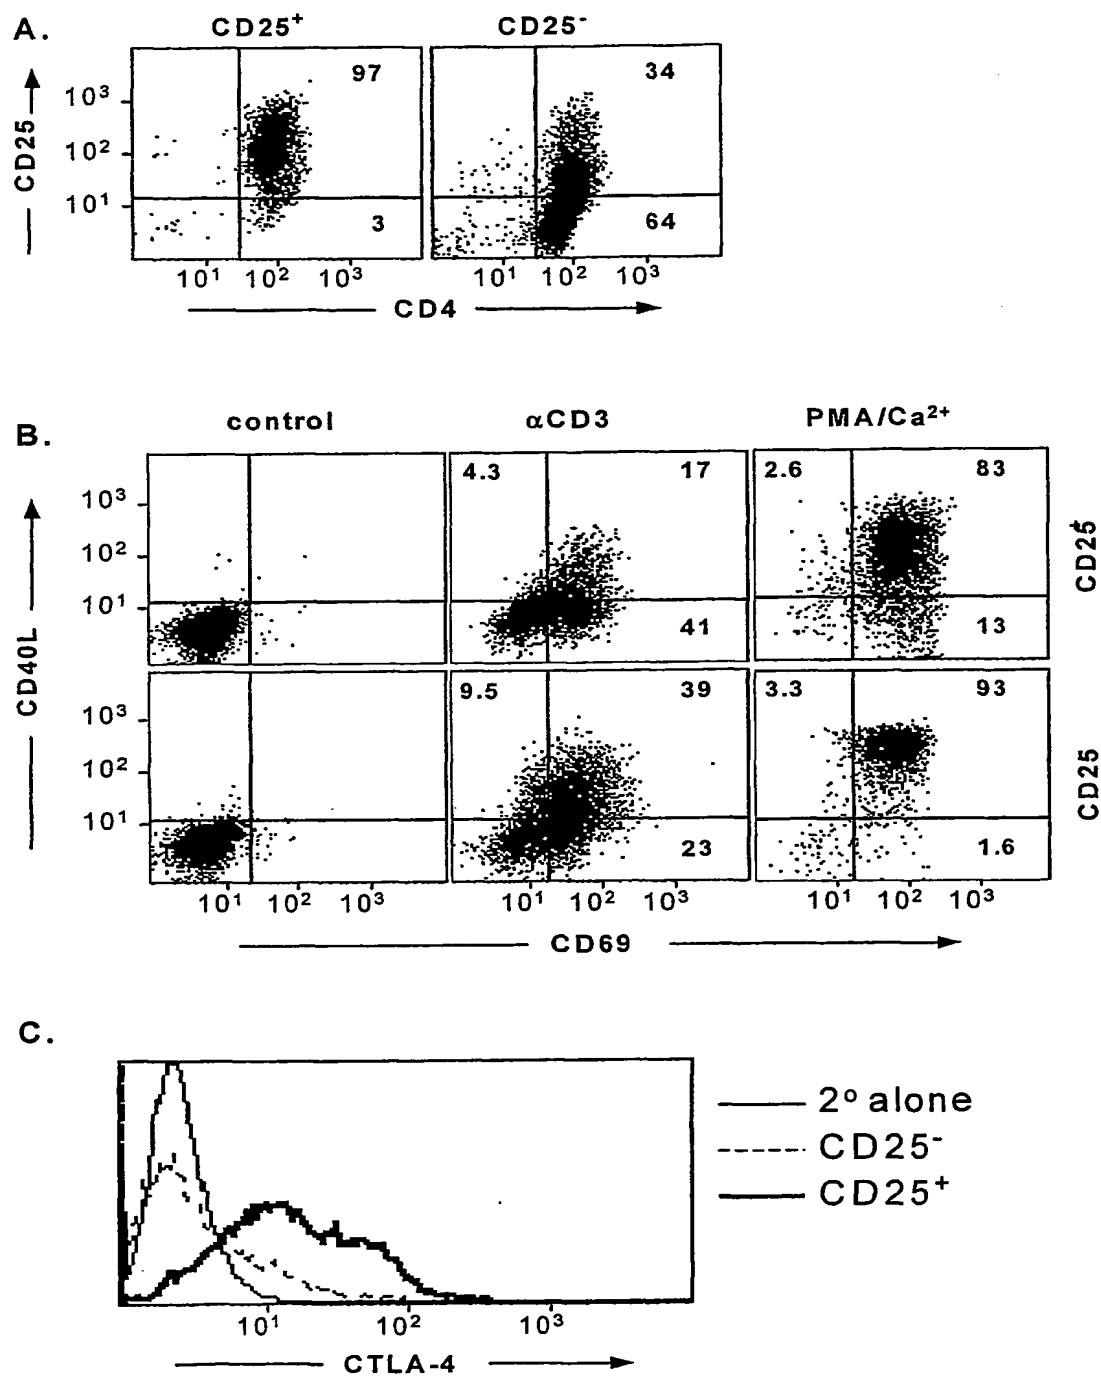 A.
CD25⁺ CD25⁻
97 34
10³
10²
10¹
3 64
CD25
10¹ 10² 10³ 10¹ 10² 10³
CD4
B.
control αCD3 PMA/Ca²⁺
4.3 17 2.6 83
10³
10²
10¹
41 13
CD25⁺
9.5 39 3.3 93
10³
10²
10¹
23 1.6
CD25
CD40L
10¹ 10² 10³ 10¹ 10² 10³ 10¹ 10² 10³
CD69
C.
2° alone
CD25⁻
CD25⁺
10¹ 10² 10³
CTLA-4